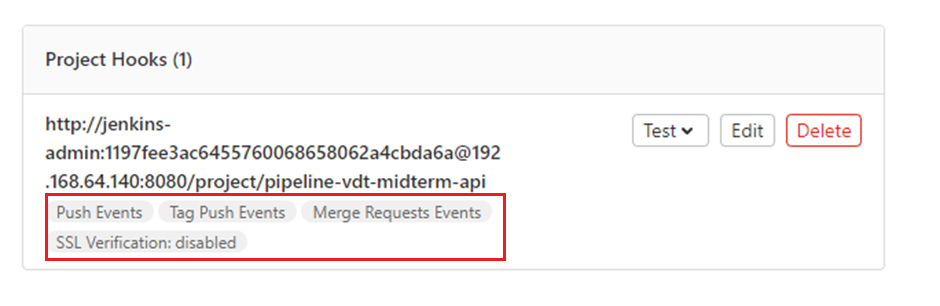 Project Hooks (1)
http://jenkins-
admin:1197fee3ac6455760068658062a4cbda6a@192
.168.64.140:8080/project/pipeline-vdt-midterm-api
Test Edit Delete
Push Events Tag Push Events Merge Requests Events
SSL Verification: disabled